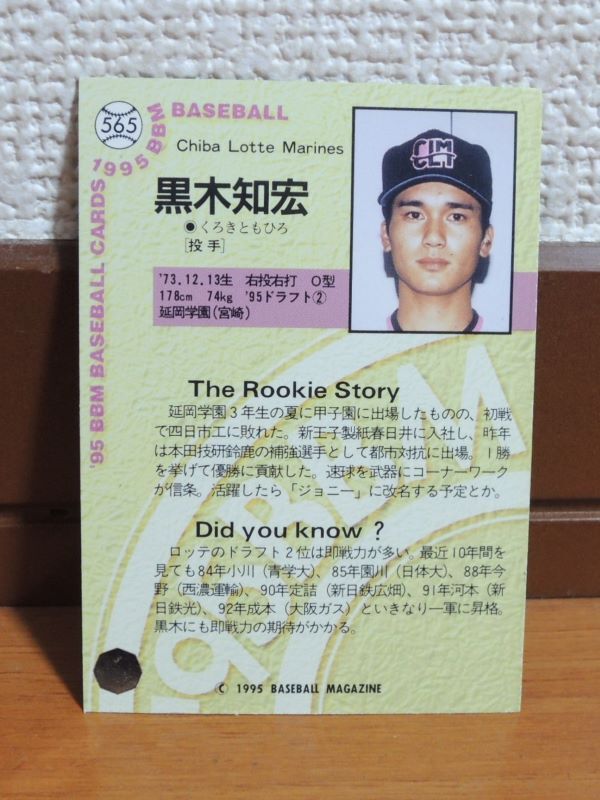 565
1995 BBM BASEBALL
'95 BBM BASEBALL CARDS
Chiba Lotte Marines
黒木知宏
●くろきともひろ
[投手]
'73.12.13生 右投右打 O型
178cm 74kg '95ドラフト②
延岡学園(宮崎)
The Rookie Story
延岡学園3年生の夏に甲子園に出場したものの、初戦
で四日市工に敗れた。新王子製紙春日井に入社し、昨年
は本田技研鈴鹿の補強選手として都市対抗に出場。1勝
を挙げて優勝に貢献した。速球を武器にコーナーワーク
が信条。活躍したら「ジョニー」に改名する予定とか。
Did you know ?
ロッテのドラフト2位は即戦力が多い。最近10年間を
見ても84年小川(青学大)、85年園川(日体大)、88年今
野(西濃運輸)、90年定詰(新日鉄広畑)、91年河本(新
日鉄光)、92年成本(大阪ガス)といきなり一軍に昇格。
黒木にも即戦力の期待がかかる。
© 1995 BASEBALL MAGAZINE